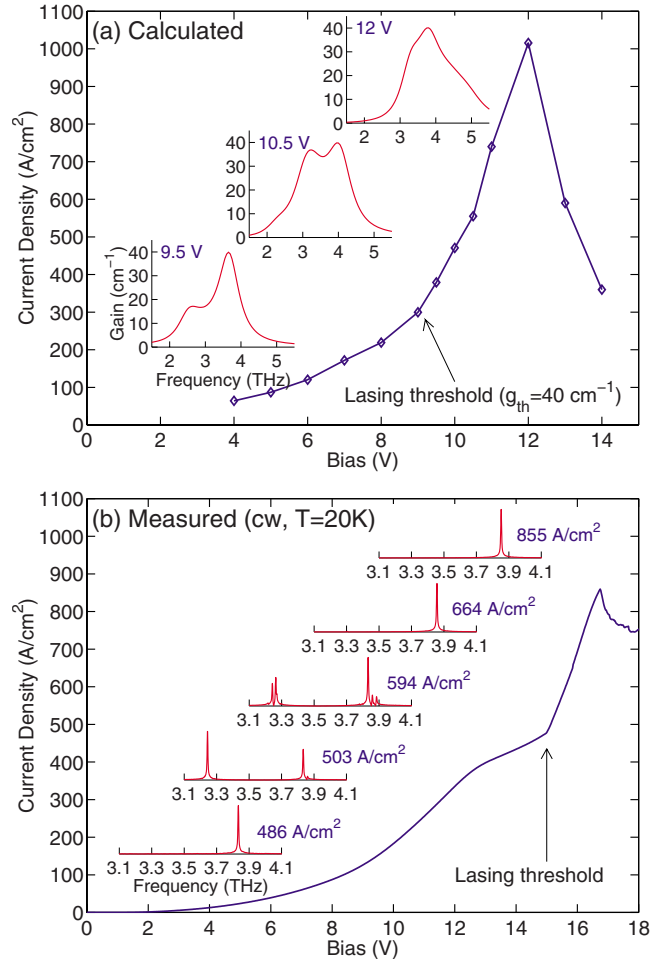 (a) Calculated
1100
1000
900
800
700
600
500
400
300
200
100
0
Current Density (A/cm²)
0 2 4 6 8 10 12 14
Bias (V)
12 V
40
30
20
10
0
2 3 4 5
10.5 V
40
30
20
10
0
2 3 4 5
9.5 V
40
30
20
10
0
Gain (cm⁻¹)
2 3 4 5
Frequency (THz)
Lasing threshold (g_th=40 cm⁻¹)
(b) Measured (cw, T=20K)
1100
1000
900
800
700
600
500
400
300
200
100
0
Current Density (A/cm²)
0 2 4 6 8 10 12 14 16 18
Bias (V)
855 A/cm²
3.1 3.3 3.5 3.7 3.9 4.1
664 A/cm²
3.1 3.3 3.5 3.7 3.9 4.1
594 A/cm²
3.1 3.3 3.5 3.7 3.9 4.1
503 A/cm²
3.1 3.3 3.5 3.7 3.9 4.1
486 A/cm²
3.1 3.3 3.5 3.7 3.9 4.1
Frequency (THz)
Lasing threshold